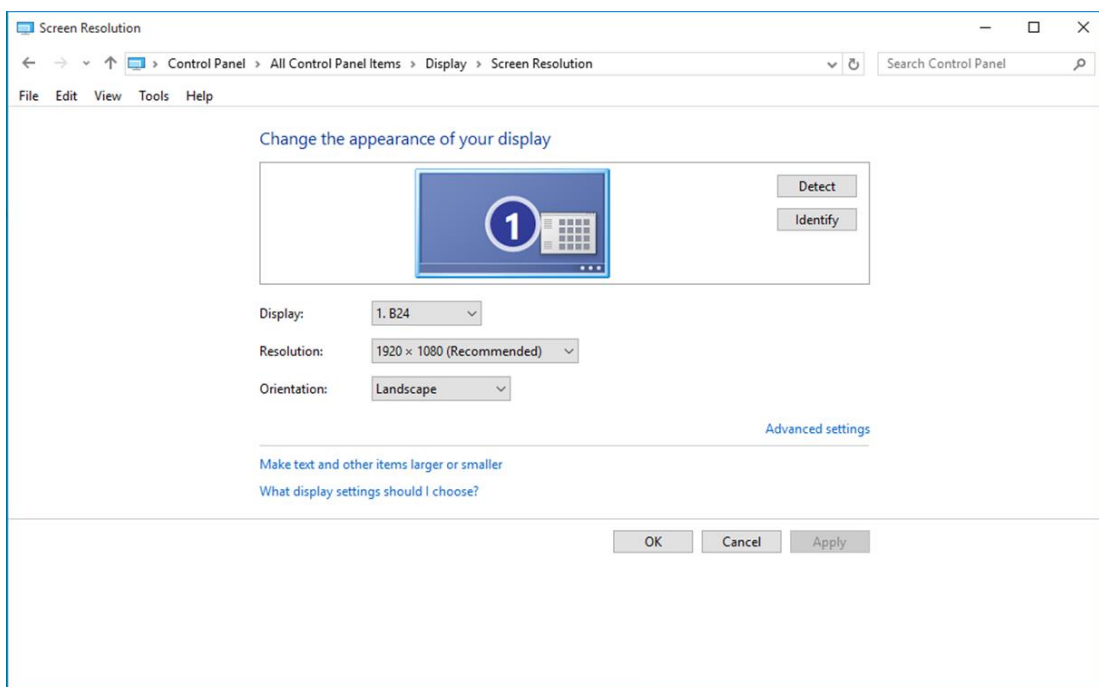 Screen Resolution
Control Panel > All Control Panel Items > Display > Screen Resolution
Search Control Panel
File Edit View Tools Help
Change the appearance of your display
1
Detect
Identify
Display: 1. B24
Resolution: 1920 × 1080 (Recommended)
Orientation: Landscape
Advanced settings
Make text and other items larger or smaller
What display settings should I choose?
OK Cancel Apply